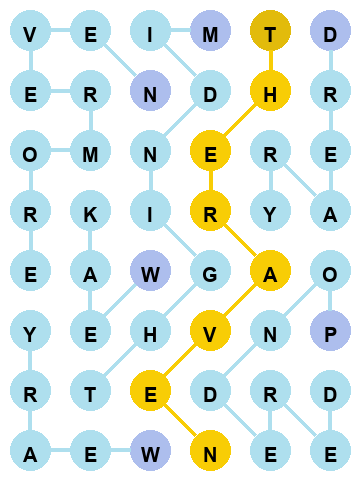 V E I M T D
E R N D H R
O M N E R E
R K I R Y A
E A W G A O
Y E H V N P
R T E D R D
A E W N E E